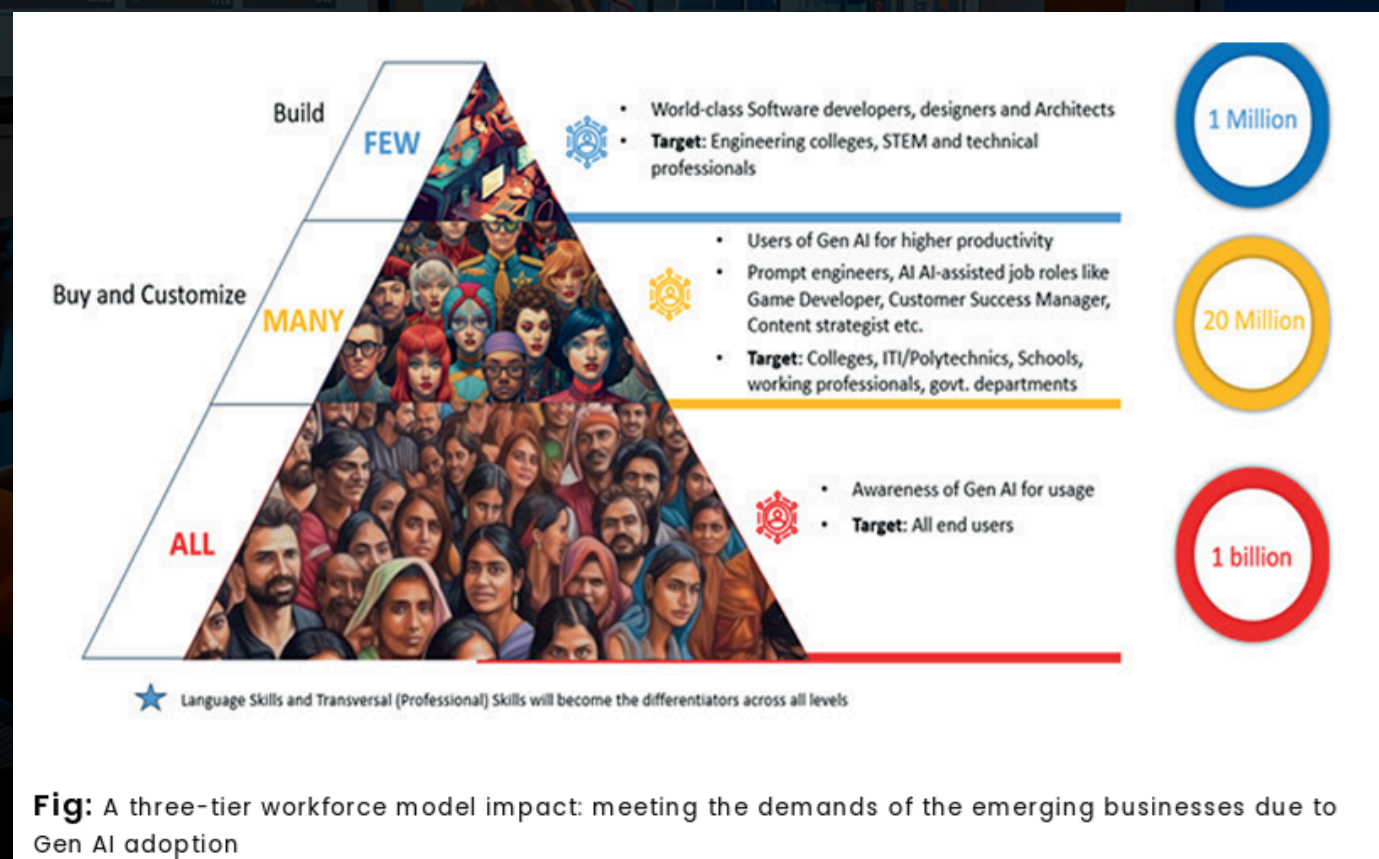 Build
FEW
• World-class Software developers, designers and Architects
• Target: Engineering colleges, STEM and technical
professionals
1 Million
Buy and Customize
MANY
• Users of Gen AI for higher productivity
• Prompt engineers, AI AI-assisted job roles like
Game Developer, Customer Success Manager,
Content strategist etc.
• Target: Colleges, ITI/Polytechnics, Schools,
working professionals, govt. departments
20 Million
ALL
• Awareness of Gen AI for usage
• Target: All end users
1 billion
Language Skills and Transversal (Professional) Skills will become the differentiators across all levels
Fig: A three-tier workforce model impact: meeting the demands of the emerging businesses due to
Gen AI adoption